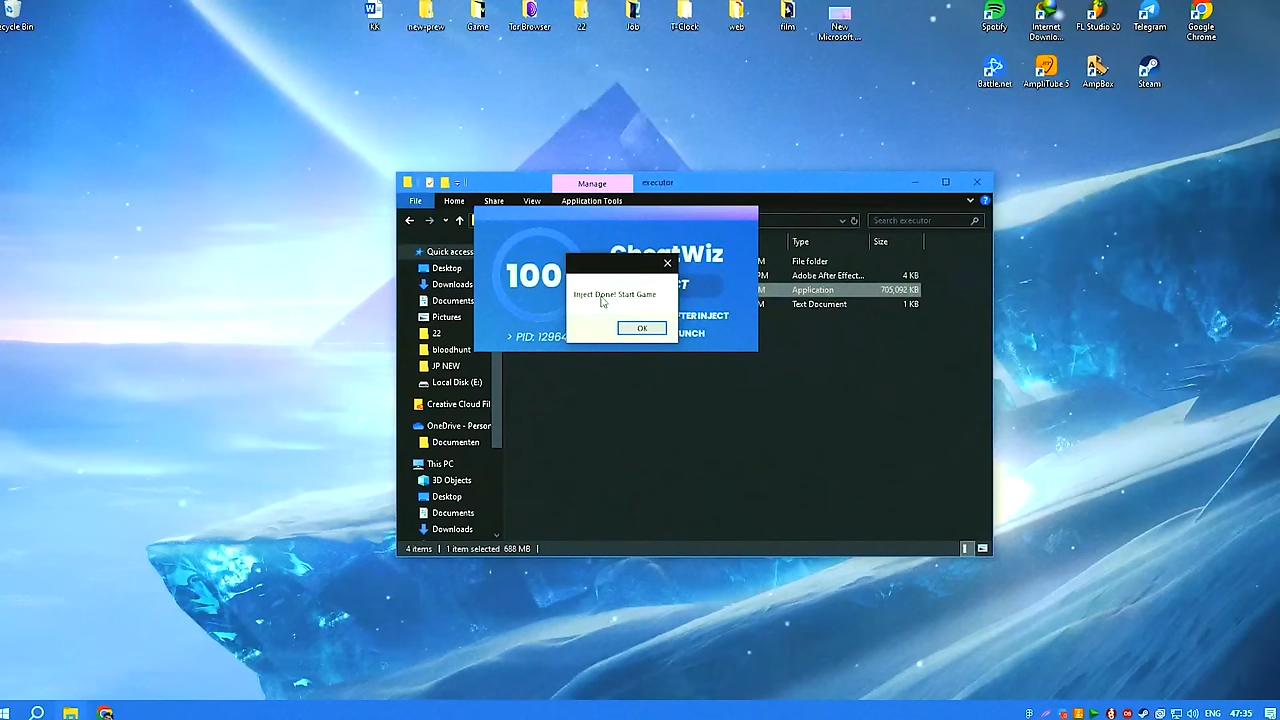 ecycle Bin
KK
new-prew
Game
Tor Browser
22
Job
T-Clock
web
film
New
Microsoft ...
Spotify
Internet
Downlo...
FL Studio 20
Telegram
Google
Chrome
Battle.net
AmpliTube 5
AmpBox
Steam
Manage
executor
File
Home
Share
View
Application Tools
Search executor
Quick access
Desktop
Downloads
Documents
Pictures
22
bloodhunt
JP NEW
Local Disk (E:)
Creative Cloud Fil
OneDrive - Person
Documenten
This PC
3D Objects
Desktop
Documents
Downloads
Type
Size
File folder
Adobe After Effect...
4 KB
Application
705,092 KB
Text Document
1 KB
CheatWiz
100
CT
FTER INJECT
UNCH
> PID: 12964
Inject Done! Start Game
OK
4 items
1 item selected 688 MB
ENG
47:35